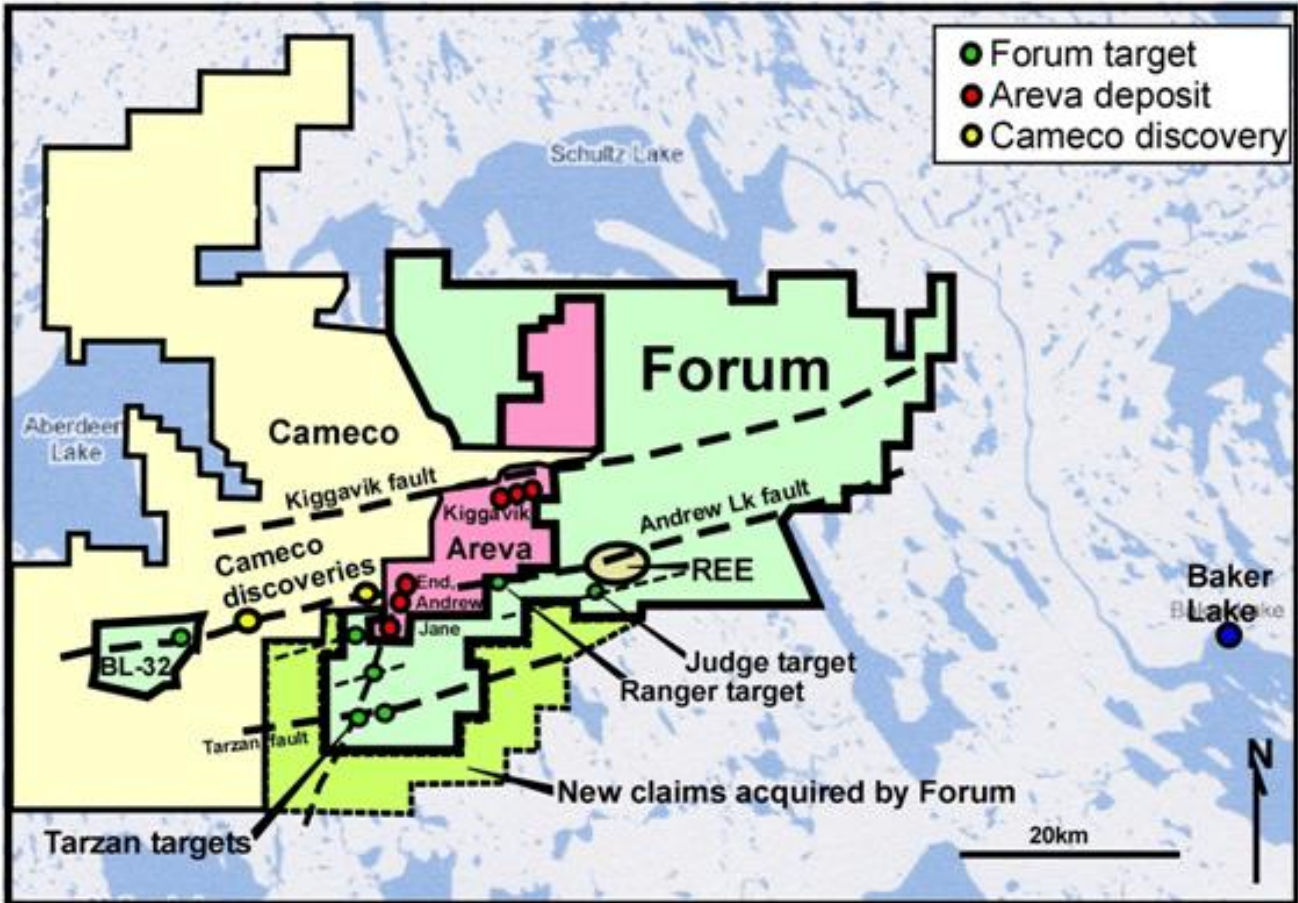 Forum target
Areva deposit
Cameco discovery
Schultz Lake
Forum
Aberdeen
Lake
Cameco
Kiggavik fault
Kiggavik
Andrew Lk fault
Areva
Cameco
discoveries
REE
End,
Andrew
Jane
Baker
Lake
BL-32
Judge target
Ranger target
Tarzan fault
New claims acquired by Forum
Tarzan targets
20km
N